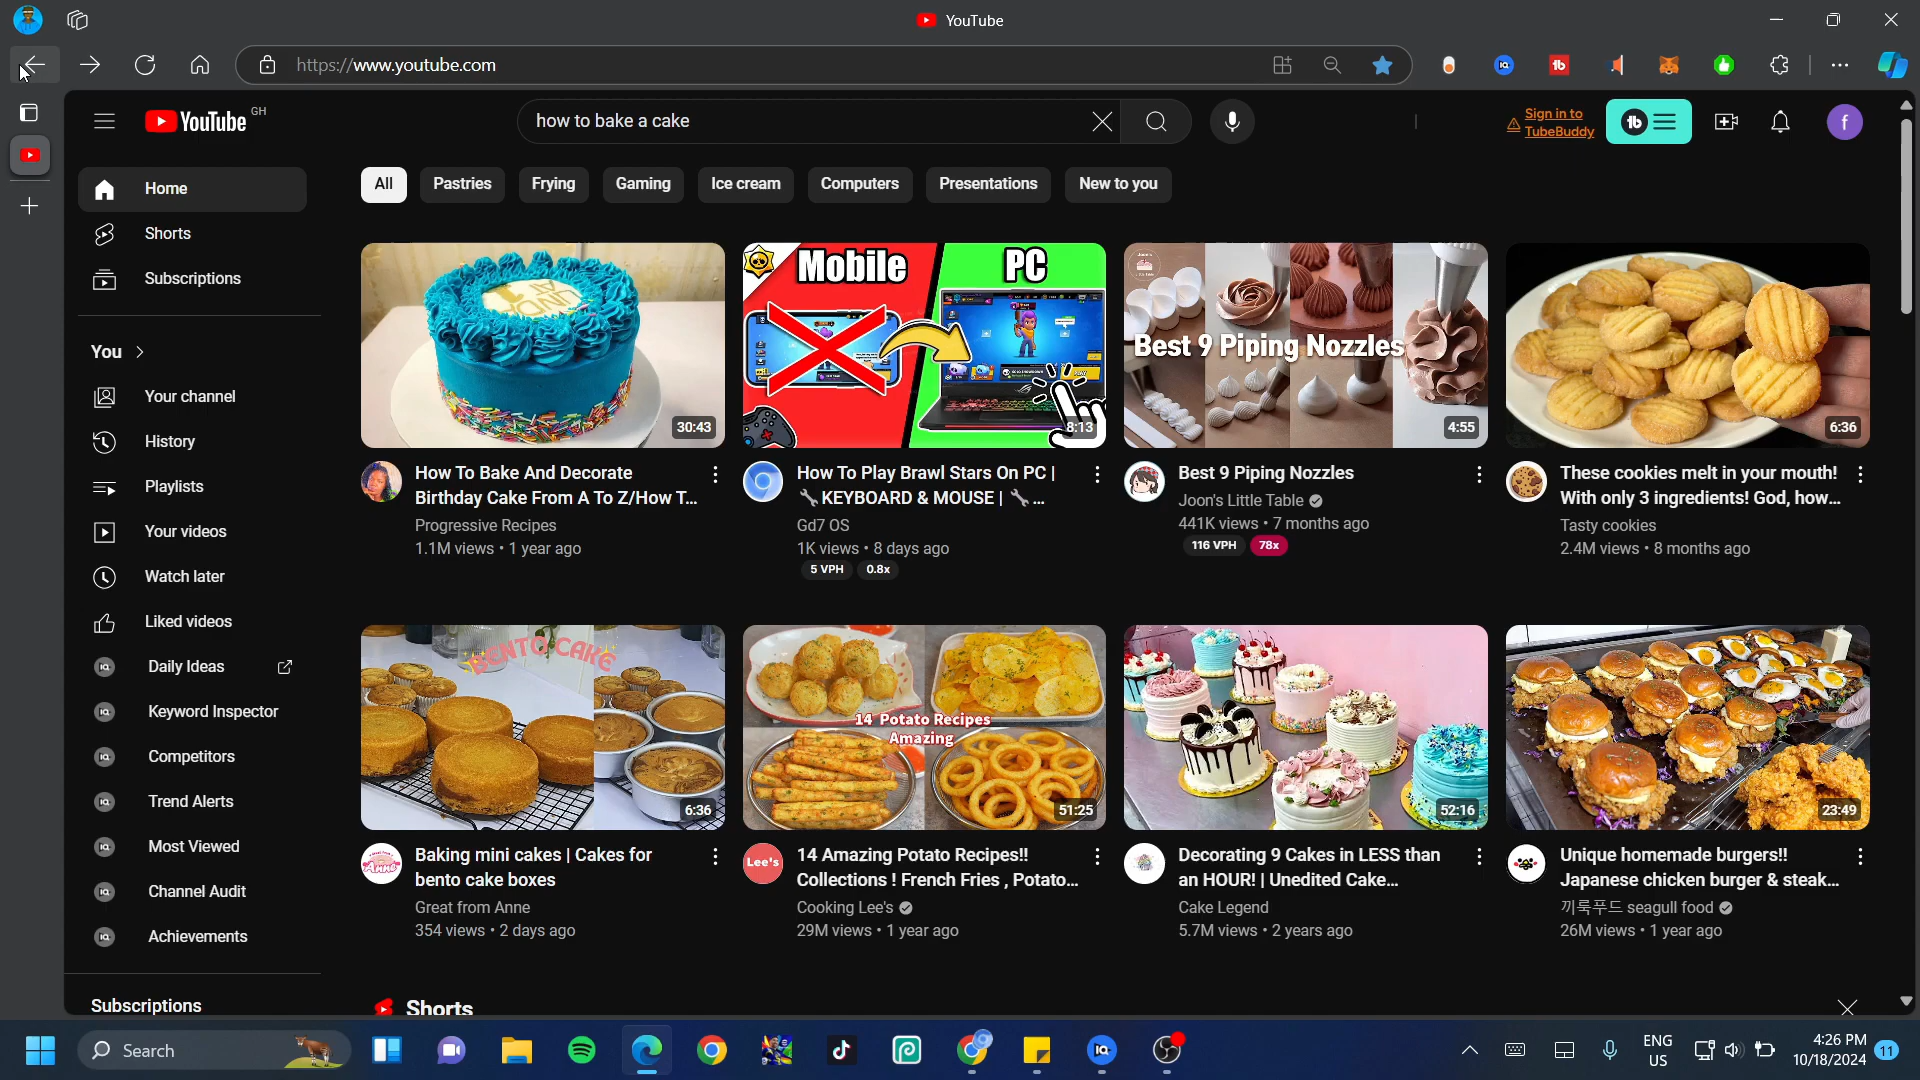 YouTube
https://www.youtube.com
YouTube GH
how to bake a cake
Sign in to
TubeBuddy
f
Home
Shorts
Subscriptions
You
Your channel
History
Playlists
Your videos
Watch later
Liked videos
Daily Ideas
Keyword Inspector
Competitors
Trend Alerts
Most Viewed
Channel Audit
Achievements
Subscriptions
All
Pastries
Frying
Gaming
Ice cream
Computers
Presentations
New to you
30:43
How To Bake And Decorate
Birthday Cake From A To Z/How T...
Progressive Recipes
1.1M views • 1 year ago
Mobile
PC
8:13
How To Play Brawl Stars On PC |
KEYBOARD & MOUSE | ...
Gd7 OS
1K views • 8 days ago
5 VPH
0.8x
Best 9 Piping Nozzles
4:55
Best 9 Piping Nozzles
Joon's Little Table
441K views • 7 months ago
116 VPH
78x
6:36
These cookies melt in your mouth!
With only 3 ingredients! God, how...
Tasty cookies
2.4M views • 8 months ago
BENTO CAKE
6:36
Baking mini cakes | Cakes for
bento cake boxes
Great from Anne
354 views • 2 days ago
14 Potato Recipes
Amazing
51:25
Lee's
14 Amazing Potato Recipes!!
Collections ! French Fries , Potato...
Cooking Lee's
29M views • 1 year ago
52:16
Decorating 9 Cakes in LESS than
an HOUR! | Unedited Cake...
Cake Legend
5.7M views • 2 years ago
23:49
Unique homemade burgers!!
Japanese chicken burger & steak...
끼룩푸드 seagull food
26M views • 1 year ago
Shorts
Search
ENG
US
4:26 PM
10/18/2024
11